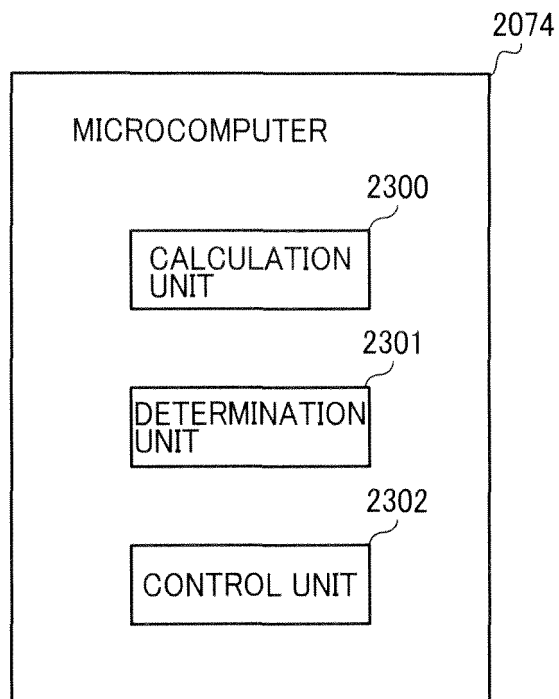 2074
MICROCOMPUTER
2300
CALCULATION
UNIT
2301
DETERMINATION
UNIT
2302
CONTROL UNIT